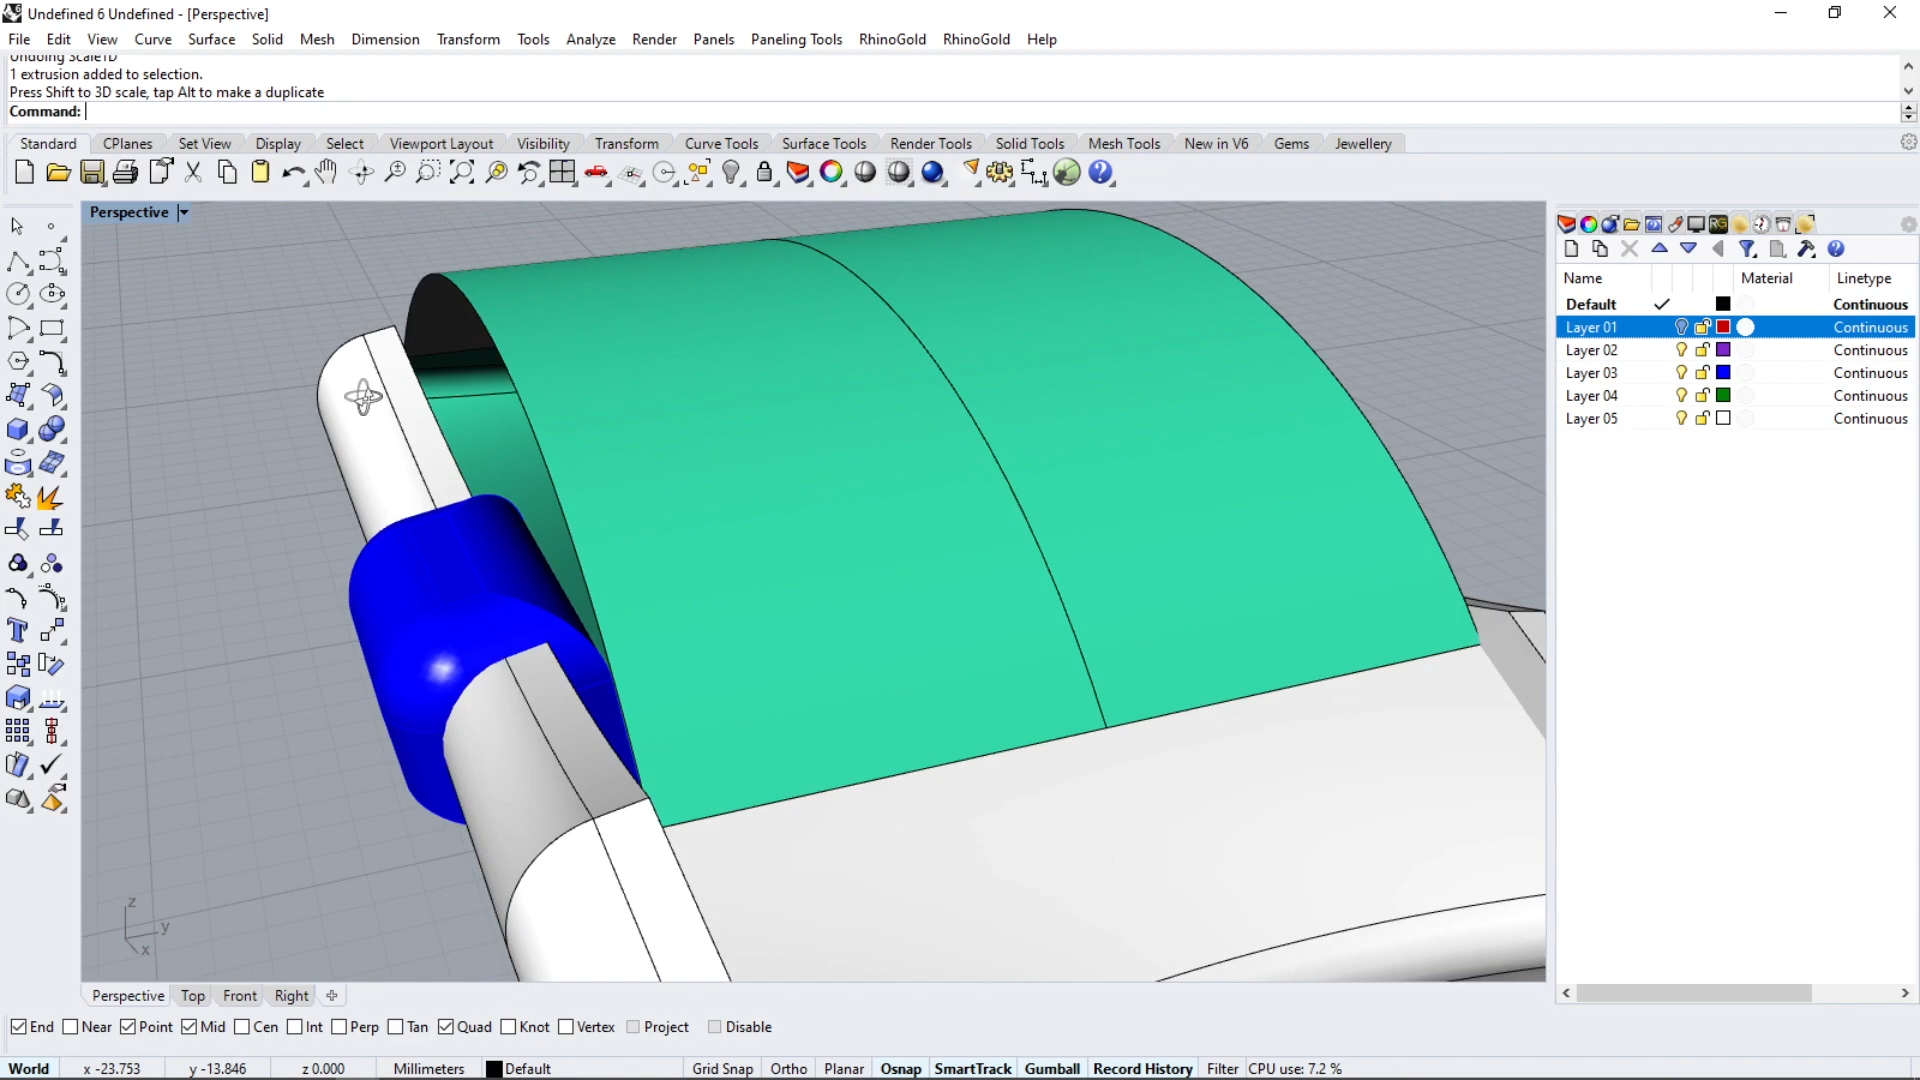 Undefined 6 Undefined - [Perspective]
File Edit View Curve Surface Solid Mesh Dimension Transform Tools Analyze Render Panels Paneling Tools RhinoGold RhinoGold Help
Undoing Scale1D
1 extrusion added to selection.
Press Shift to 3D scale, tap Alt to make a duplicate
Command:
Standard CPlanes Set View Display Select Viewport Layout Visibility Transform Curve Tools Surface Tools Render Tools Solid Tools Mesh Tools New in V6 Gems Jewellery
Perspective
Name Material Linetype
Default Continuous
Layer 01 Continuous
Layer 02 Continuous
Layer 03 Continuous
Layer 04 Continuous
Layer 05 Continuous
z
y
x
Perspective Top Front Right
End Near Point Mid Cen Int Perp Tan Quad Knot Vertex Project Disable
World x -23.753 y -13.846 z 0.000 Millimeters Default Grid Snap Ortho Planar Osnap SmartTrack Gumball Record History Filter CPU use: 7.2 %